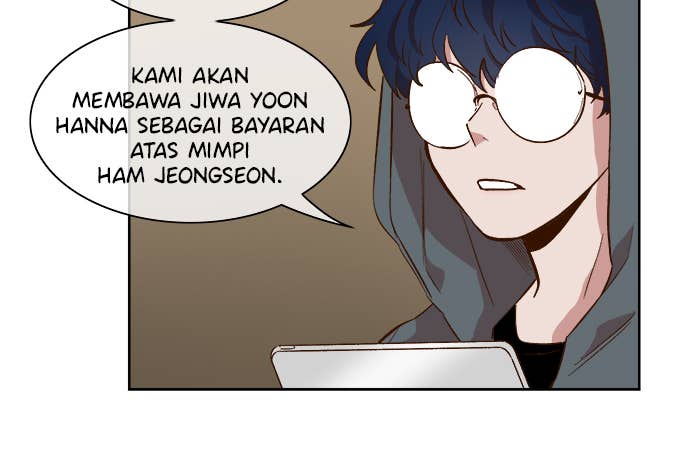 KAMI AKAN
MEMBAWA JIWA YOON
HANNA SEBAGAI BAYARAN
ATAS MIMPI
HAM JEONGSEON.